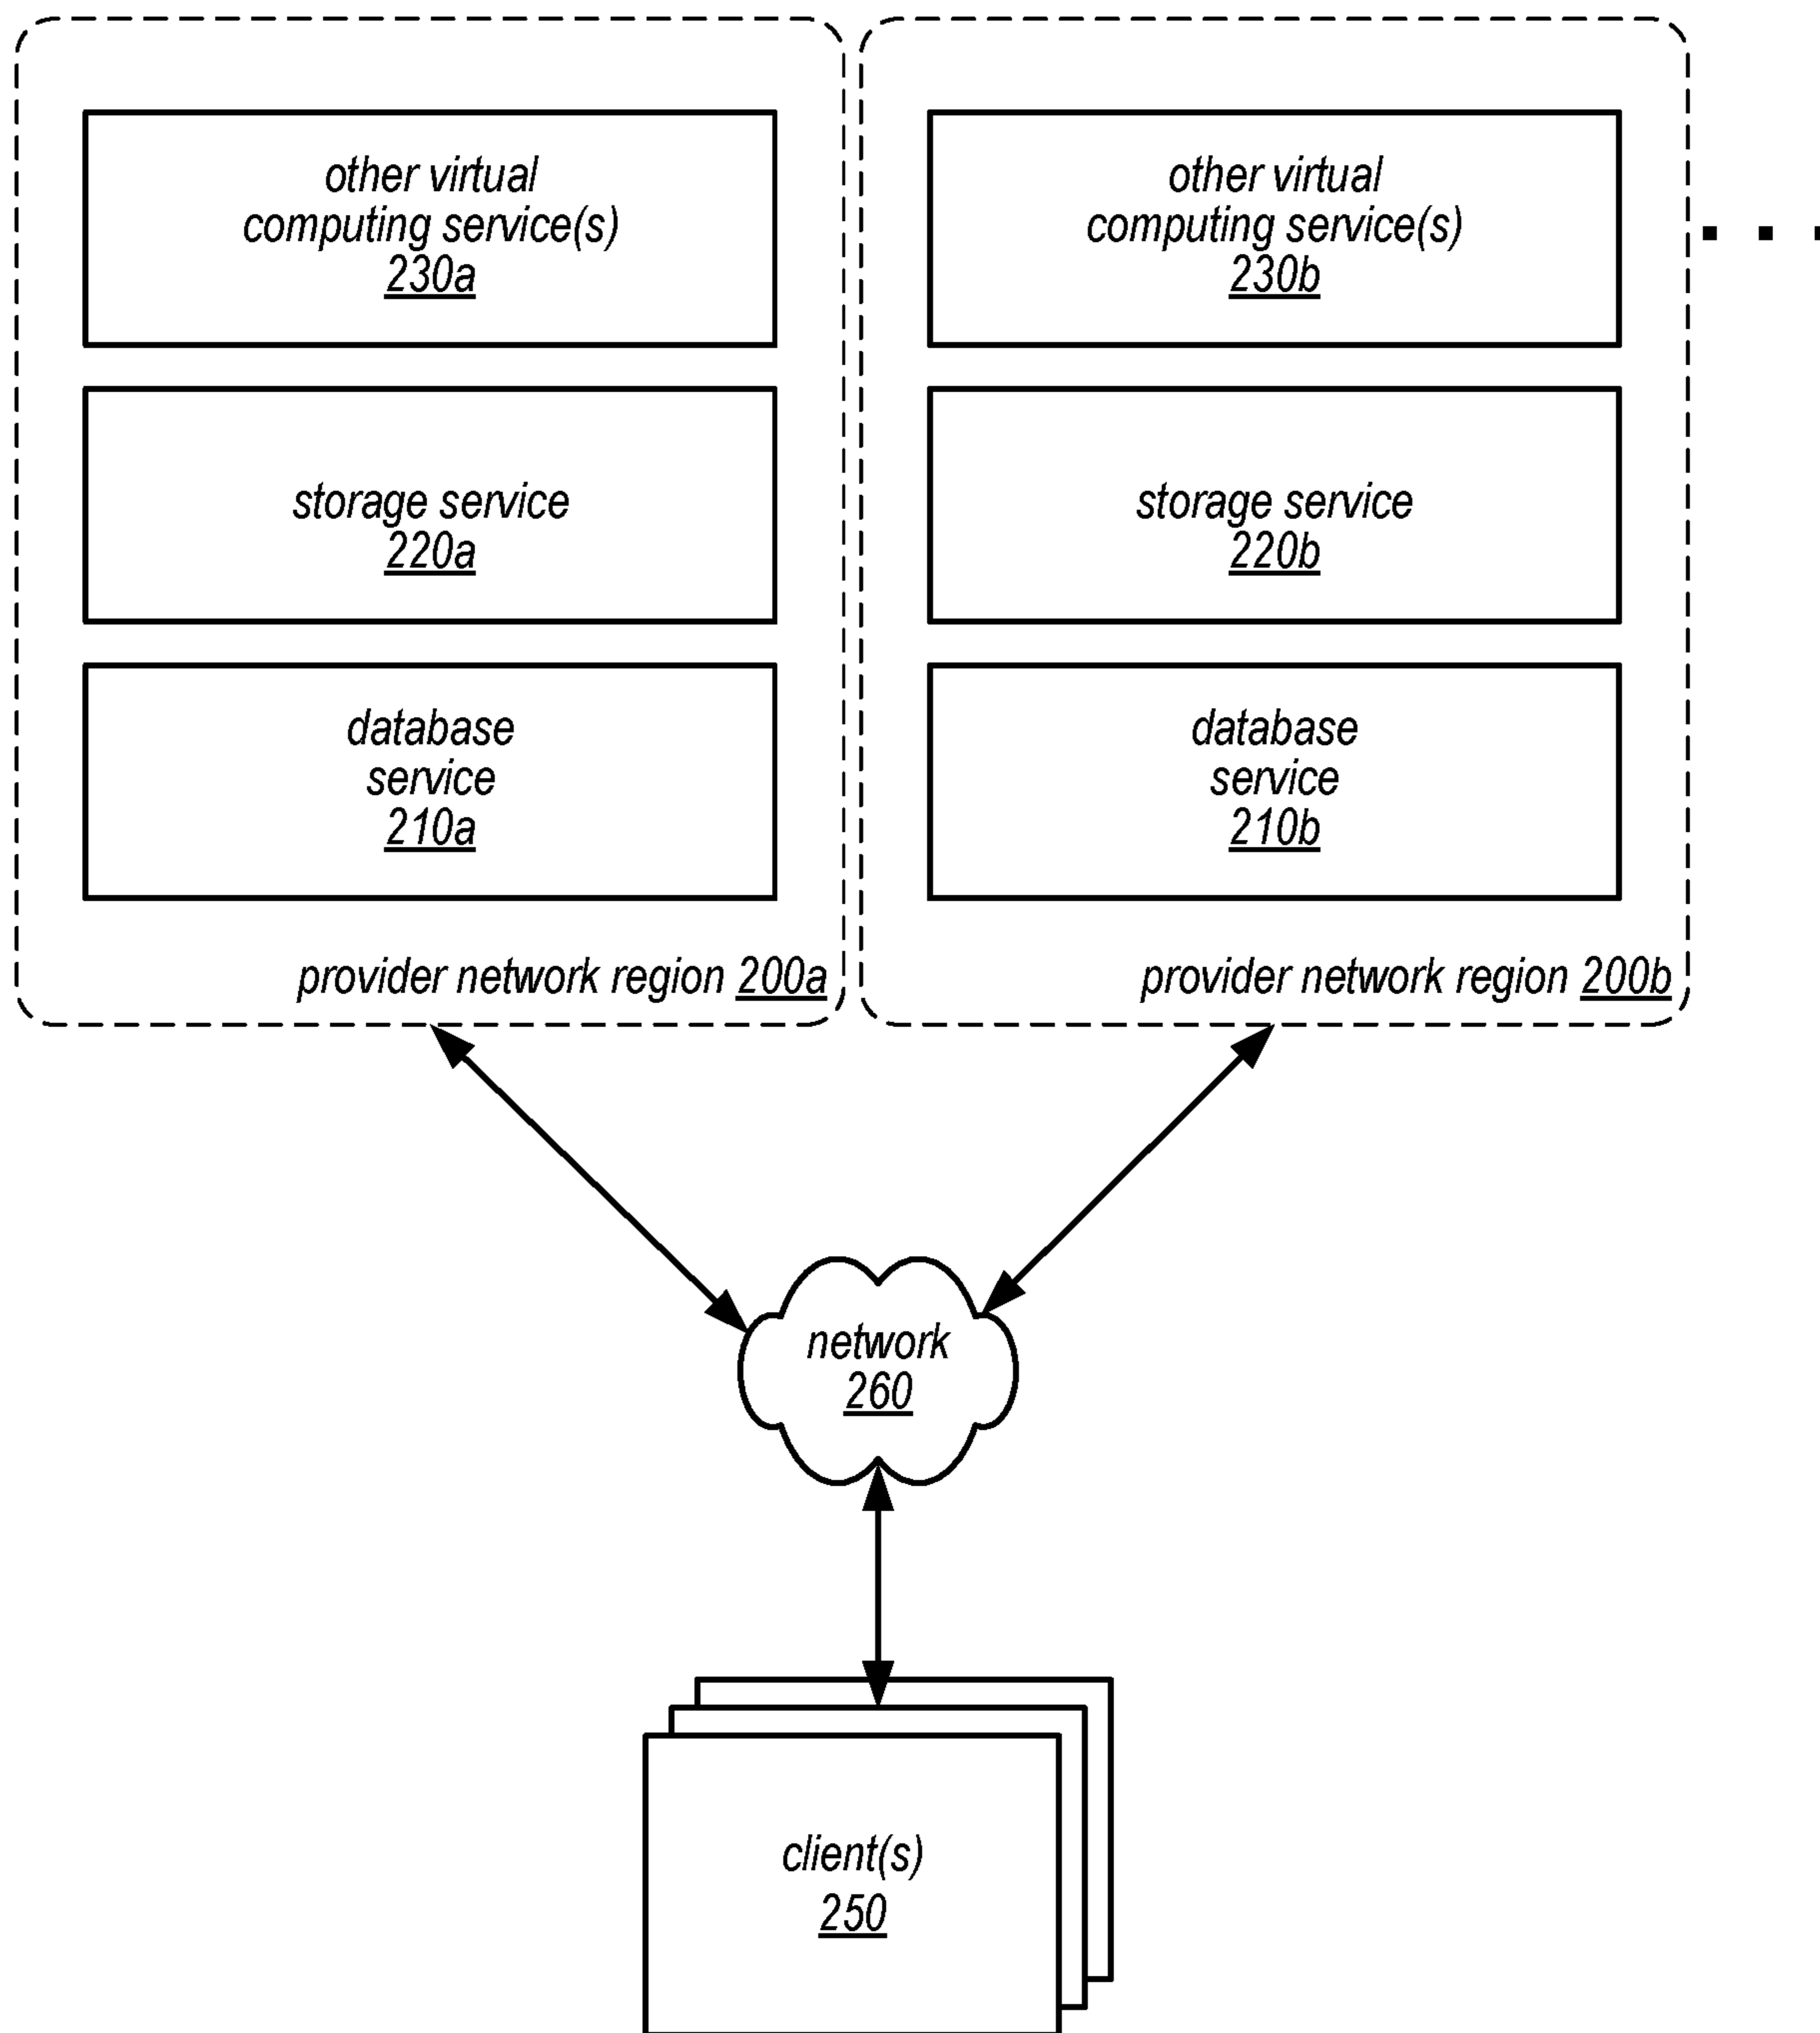 other virtual
computing service(s)
230a
storage service
220a
database
service
210a
provider network region 200a
other virtual
computing service(s)
230b
storage service
220b
database
service
210b
provider network region 200b
network
260
client(s)
250